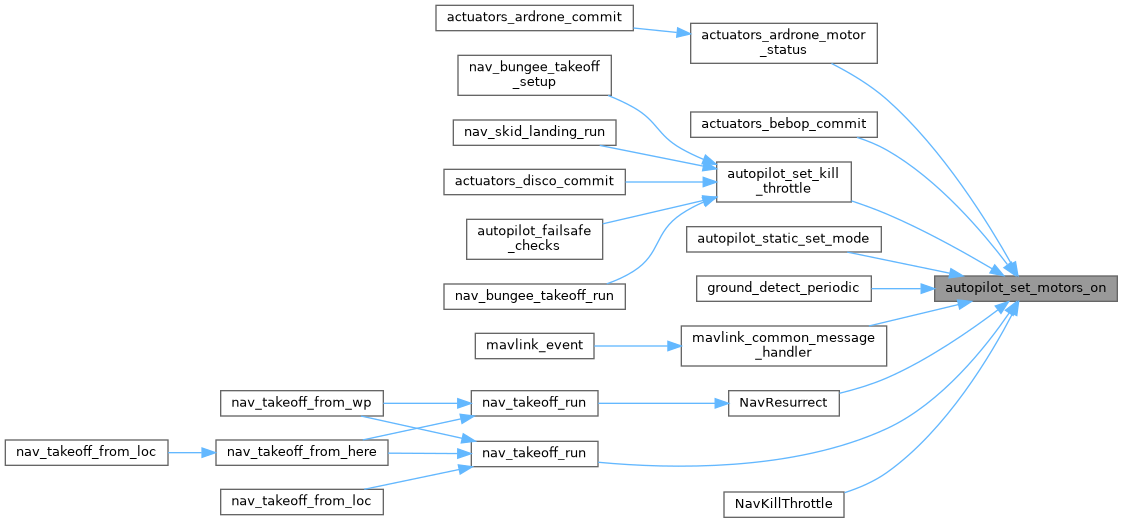 actuators_ardrone_commit
actuators_ardrone_motor
_status
nav_bungee_takeoff
_setup
actuators_bebop_commit
nav_skid_landing_run
autopilot_set_kill
_throttle
actuators_disco_commit
autopilot_failsafe
_checks
autopilot_static_set_mode
nav_bungee_takeoff_run
ground_detect_periodic
autopilot_set_motors_on
mavlink_event
mavlink_common_message
_handler
nav_takeoff_from_wp
nav_takeoff_run
NavResurrect
nav_takeoff_from_loc
nav_takeoff_from_here
nav_takeoff_run
nav_takeoff_from_loc
NavKillThrottle